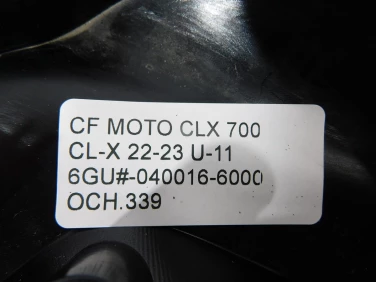 CF MOTO CLX 700
CL-X 22-23 U-11
6GU#-040016-6000
OCH.339